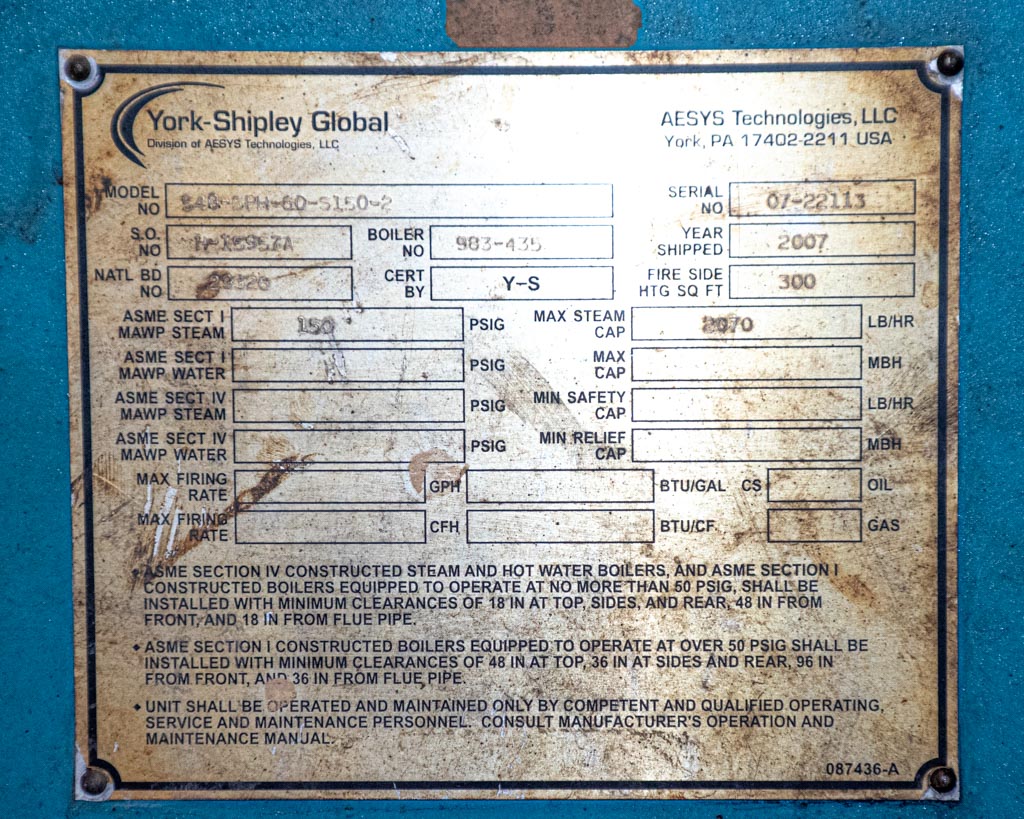 York-Shipley Global
Division of AESYS Technologies, LLC
AESYS Technologies, LLC
York, PA 17402-2211 USA
MODEL NO
SERIAL NO 07-22113
S.O. NO
BOILER NO 983-435
YEAR SHIPPED 2007
NATL BD NO
CERT BY Y-S
FIRE SIDE HTG SQ FT 300
ASME SECT I MAWP STEAM 150 PSIG
MAX STEAM CAP 2070 LB/HR
ASME SECT I MAWP WATER PSIG
MAX CAP MBH
ASME SECT IV MAWP STEAM PSIG
MIN SAFETY CAP LB/HR
ASME SECT IV MAWP WATER PSIG
MIN RELIEF CAP MBH
MAX FIRING RATE GPH BTU/GAL CS OIL
MAX FIRING RATE CFH BTU/CF. GAS
• ASME SECTION IV CONSTRUCTED STEAM AND HOT WATER BOILERS, AND ASME SECTION I
CONSTRUCTED BOILERS EQUIPPED TO OPERATE AT NO MORE THAN 50 PSIG, SHALL BE
INSTALLED WITH MINIMUM CLEARANCES OF 18 IN AT TOP, SIDES, AND REAR, 48 IN FROM
FRONT, AND 18 IN FROM FLUE PIPE.
• ASME SECTION I CONSTRUCTED BOILERS EQUIPPED TO OPERATE AT OVER 50 PSIG SHALL BE
INSTALLED WITH MINIMUM CLEARANCES OF 48 IN AT TOP, 36 IN AT SIDES AND REAR, 96 IN
FROM FRONT, AND 36 IN FROM FLUE PIPE.
• UNIT SHALL BE OPERATED AND MAINTAINED ONLY BY COMPETENT AND QUALIFIED OPERATING,
SERVICE AND MAINTENANCE PERSONNEL. CONSULT MANUFACTURER'S OPERATION AND
MAINTENANCE MANUAL.
087436-A